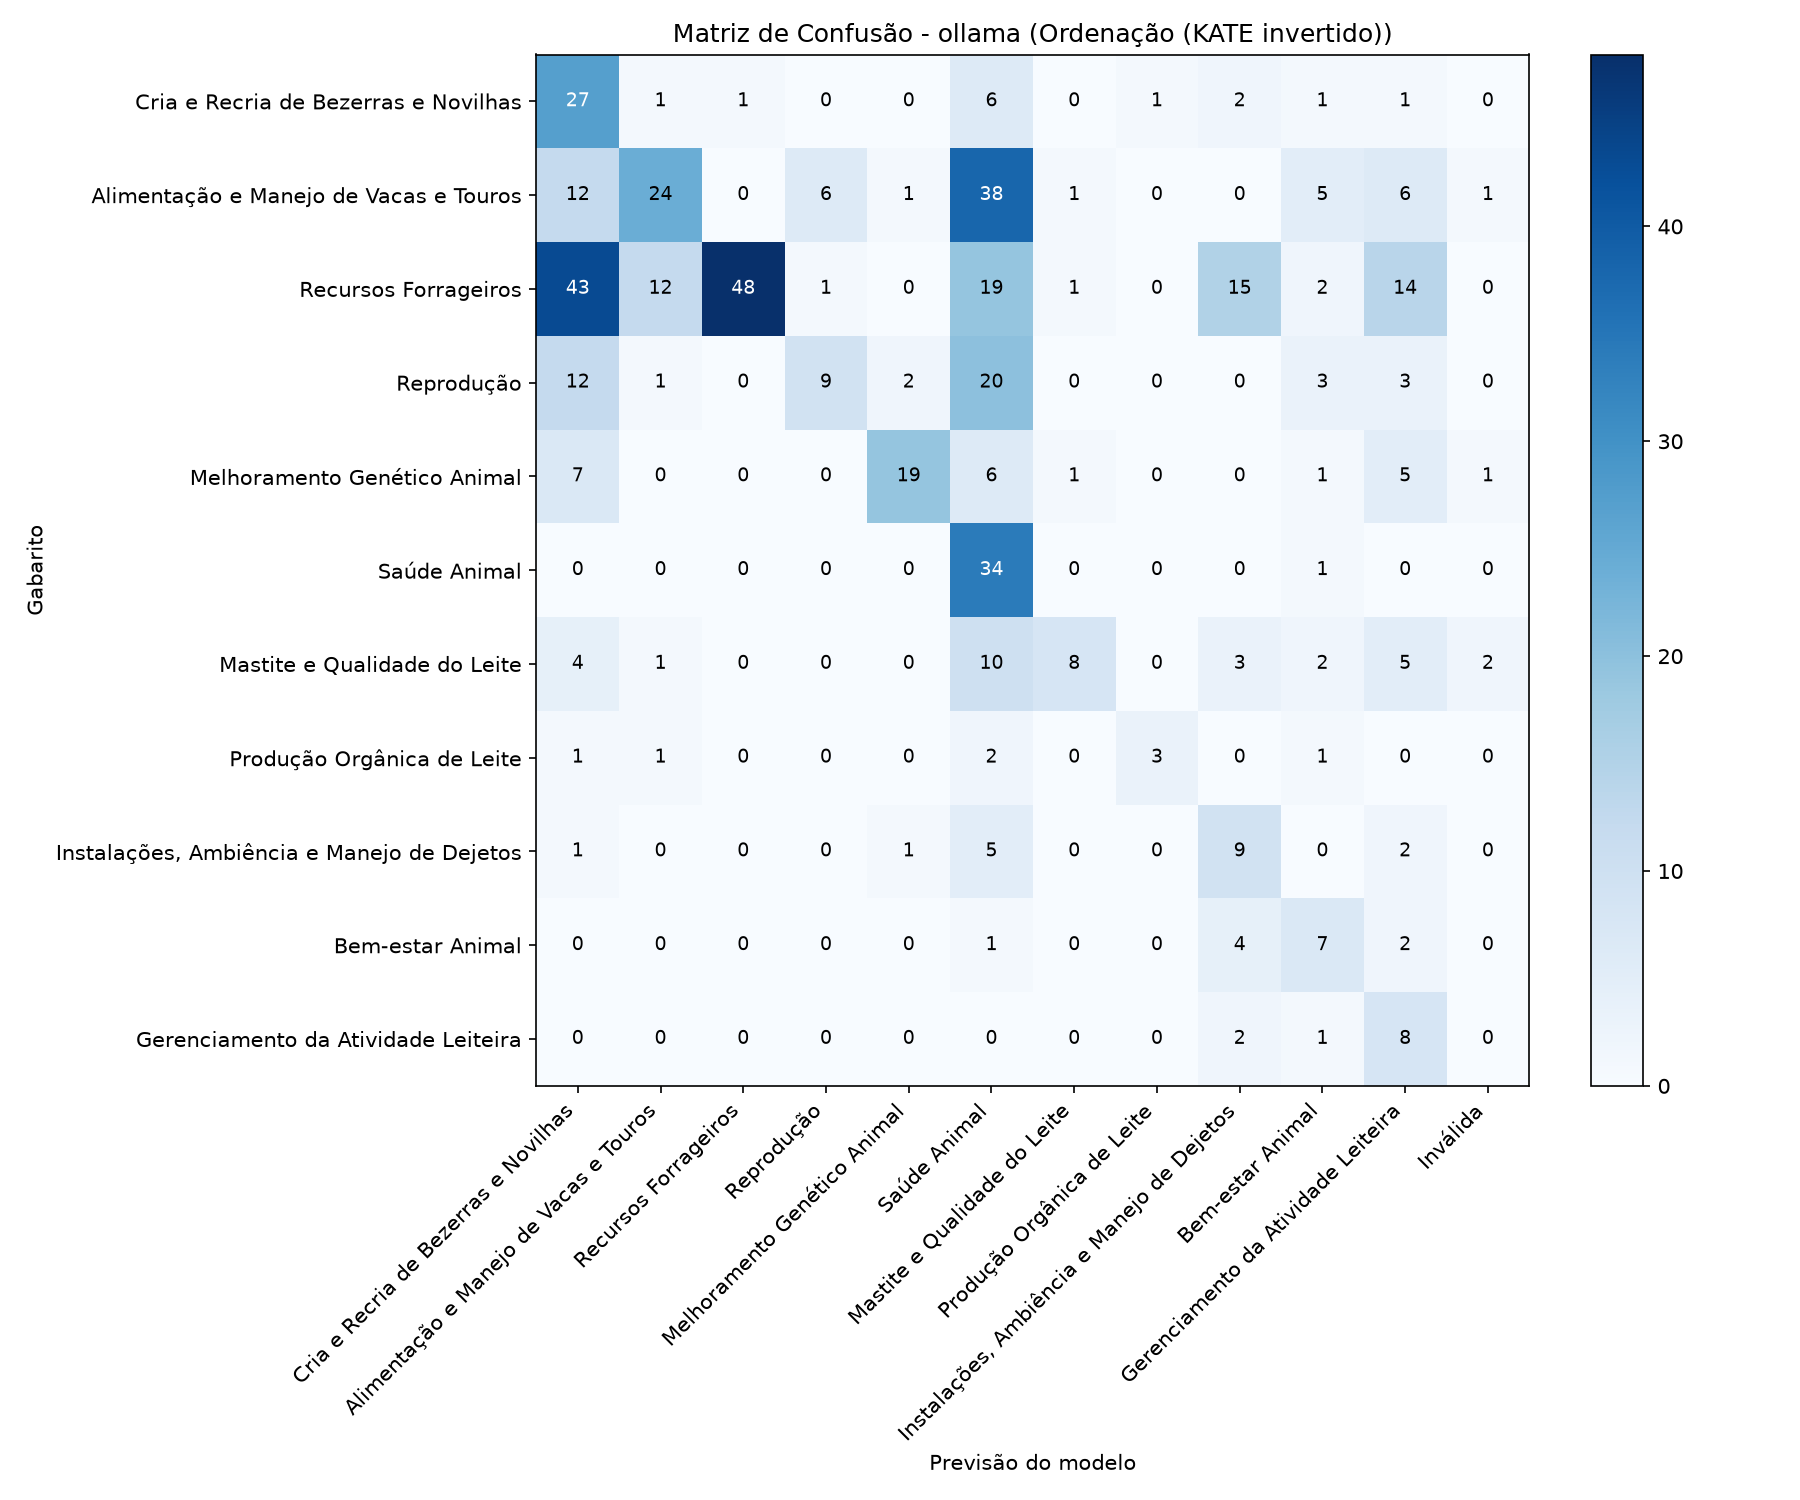 Matriz de Confusão - ollama (Ordenação (KATE invertido))
Cria e Recria de Bezerras e Novilhas 27 1 1 0 0 6 0 1 2 1 1 0
Alimentação e Manejo de Vacas e Touros 12 24 0 6 1 38 1 0 0 5 6 1
Recursos Forrageiros 43 12 48 1 0 19 1 0 15 2 14 0
Reprodução 12 1 0 9 2 20 0 0 0 3 3 0
Melhoramento Genético Animal 7 0 0 0 19 6 1 0 0 1 5 1
Saúde Animal 0 0 0 0 0 34 0 0 0 1 0 0
Mastite e Qualidade do Leite 4 1 0 0 0 10 8 0 3 2 5 2
Produção Orgânica de Leite 1 1 0 0 0 2 0 3 0 1 0 0
Instalações, Ambiência e Manejo de Dejetos 1 0 0 0 1 5 0 0 9 0 2 0
Bem-estar Animal 0 0 0 0 0 1 0 0 4 7 2 0
Gerenciamento da Atividade Leiteira 0 0 0 0 0 0 0 0 2 1 8 0
Gabarito
Cria e Recria de Bezerras e Novilhas
Alimentação e Manejo de Vacas e Touros
Recursos Forrageiros
Reprodução
Melhoramento Genético Animal
Saúde Animal
Mastite e Qualidade do Leite
Produção Orgânica de Leite
Instalações, Ambiência e Manejo de Dejetos
Bem-estar Animal
Gerenciamento da Atividade Leiteira
Inválida
Previsão do modelo
40
30
20
10
0